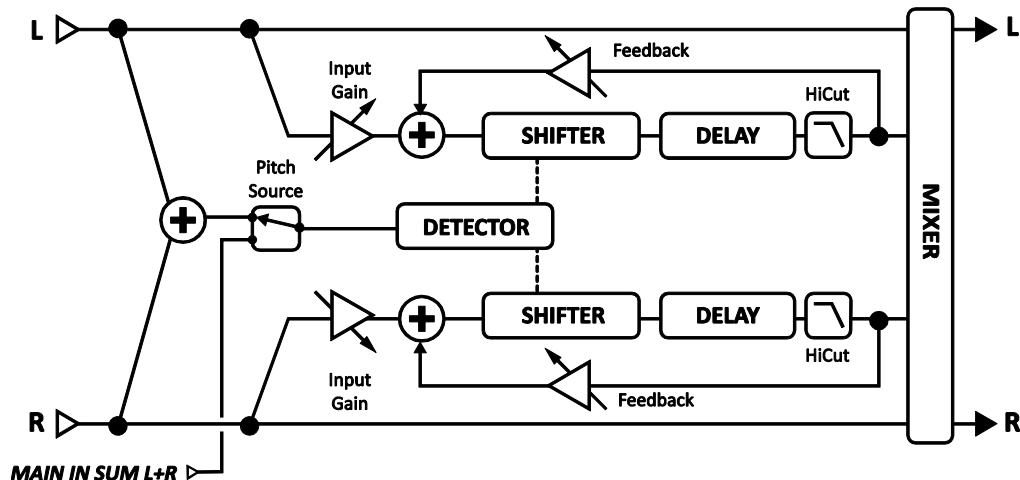 L
L
Feedback
Input
Gain
HiCut
SHIFTER
DELAY
Pitch
Source
DETECTOR
MIXER
SHIFTER
DELAY
HiCut
Input
Gain
Feedback
R
R
MAIN IN SUM L+R